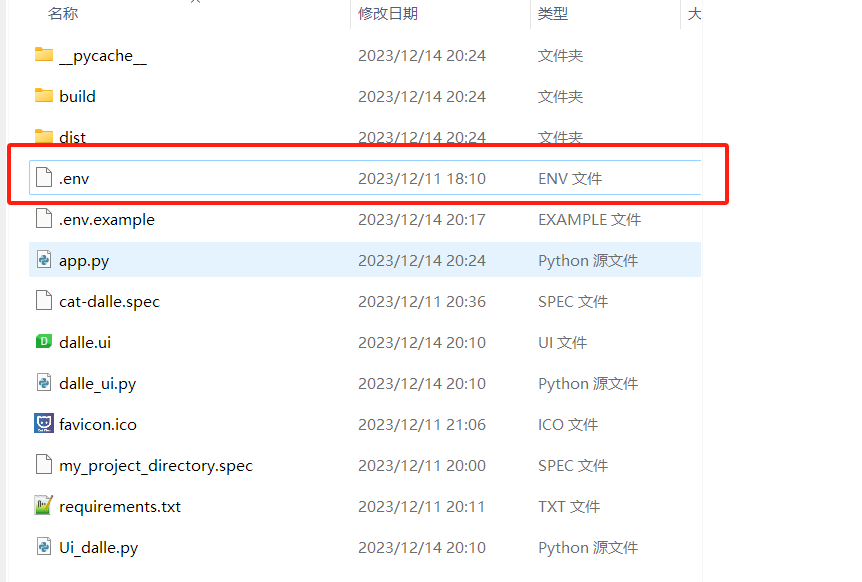 名称 修改日期 类型 大
__pycache__ 2023/12/14 20:24 文件夹
build 2023/12/14 20:24 文件夹
dist 2023/12/14 20:24 文件夹
.env 2023/12/11 18:10 ENV 文件
.env.example 2023/12/14 20:17 EXAMPLE 文件
app.py 2023/12/14 20:24 Python 源文件
cat-dalle.spec 2023/12/11 20:36 SPEC 文件
dalle.ui 2023/12/14 20:10 UI 文件
dalle_ui.py 2023/12/14 20:10 Python 源文件
favicon.ico 2023/12/11 21:06 ICO 文件
my_project_directory.spec 2023/12/11 20:00 SPEC 文件
requirements.txt 2023/12/11 20:11 TXT 文件
Ui_dalle.py 2023/12/14 20:10 Python 源文件